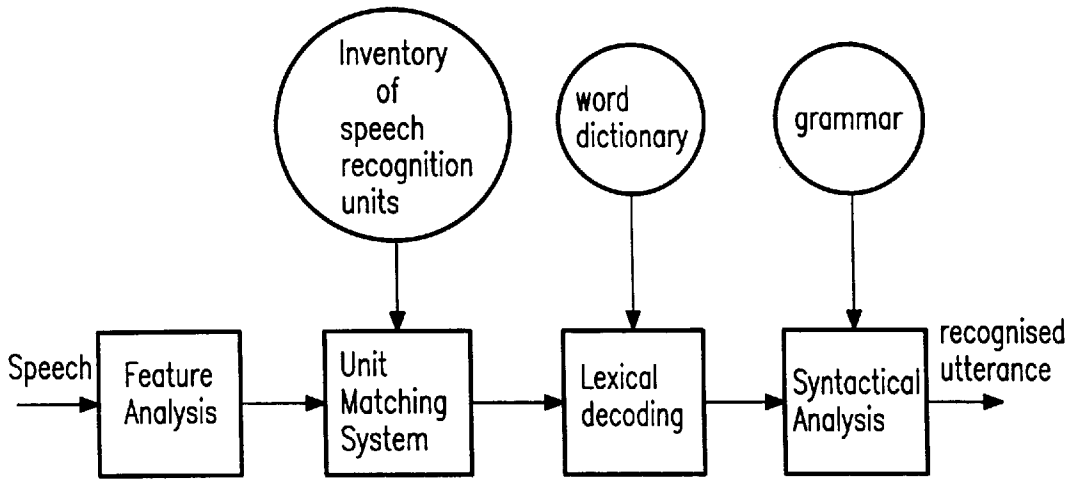 Inventory
of
speech
recognition
units
word
dictionary
grammar
Speech
Feature
Analysis
Unit
Matching
System
Lexical
decoding
Syntactical
Analysis
recognised
utterance